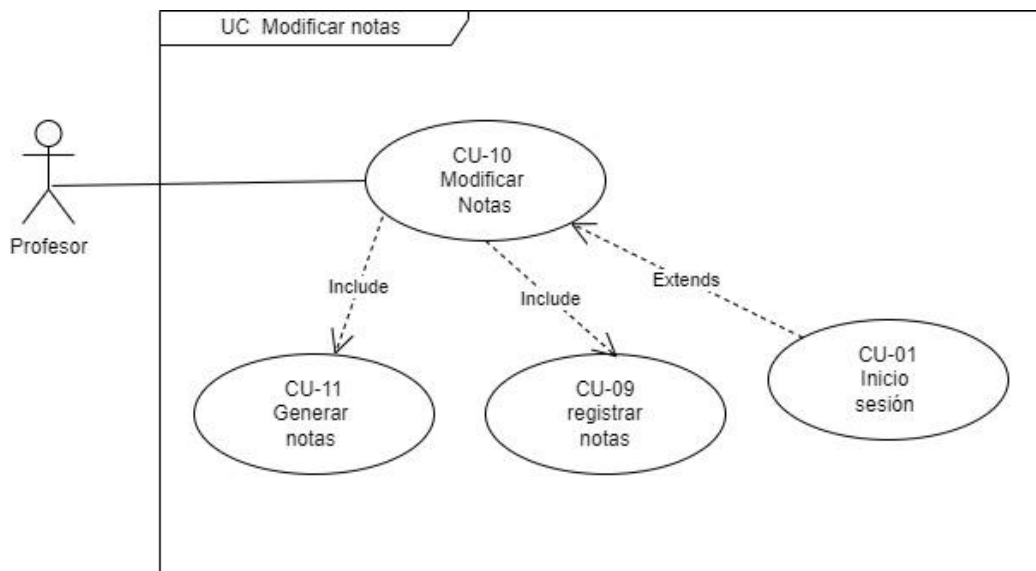 UC Modificar notas
CU-10
Modificar
Notas
Profesor
Include
Include
Extends
CU-11
Generar
notas
CU-09
registrar
notas
CU-01
Inicio
sesión